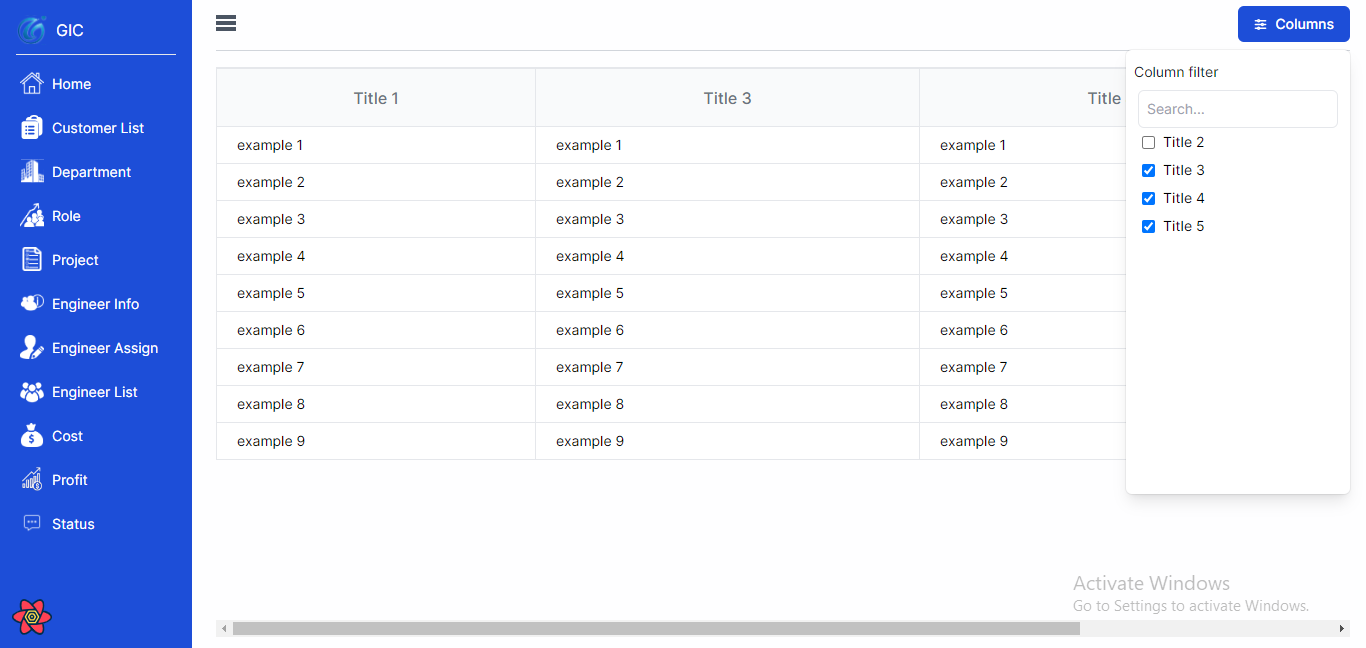 GIC
Home
Customer List
Department
Role
Project
Engineer Info
Engineer Assign
Engineer List
Cost
Profit
Status
Columns
Title 1 Title 3 Title
example 1 example 1 example 1
example 2 example 2 example 2
example 3 example 3 example 3
example 4 example 4 example 4
example 5 example 5 example 5
example 6 example 6 example 6
example 7 example 7 example 7
example 8 example 8 example 8
example 9 example 9 example 9
Column filter
Search...
Title 2
Title 3
Title 4
Title 5
Activate Windows
Go to Settings to activate Windows.